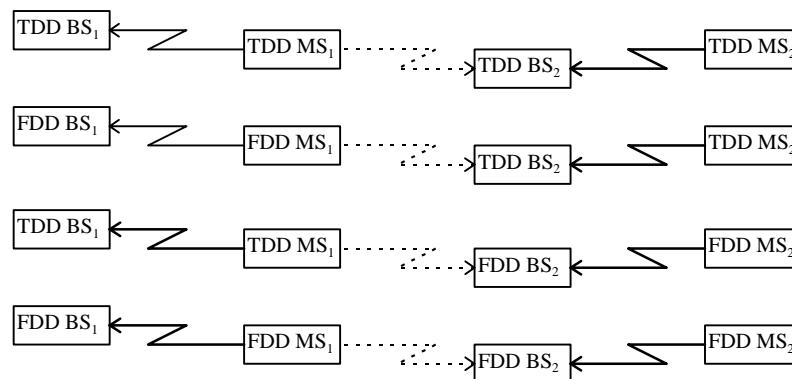 TDD BS₁ TDD MS₁ TDD BS₂ TDD MS₂
FDD BS₁ FDD MS₁ TDD BS₂ TDD MS₂
TDD BS₁ TDD MS₁ FDD BS₂ FDD MS₂
FDD BS₁ FDD MS₁ FDD BS₂ FDD MS₂